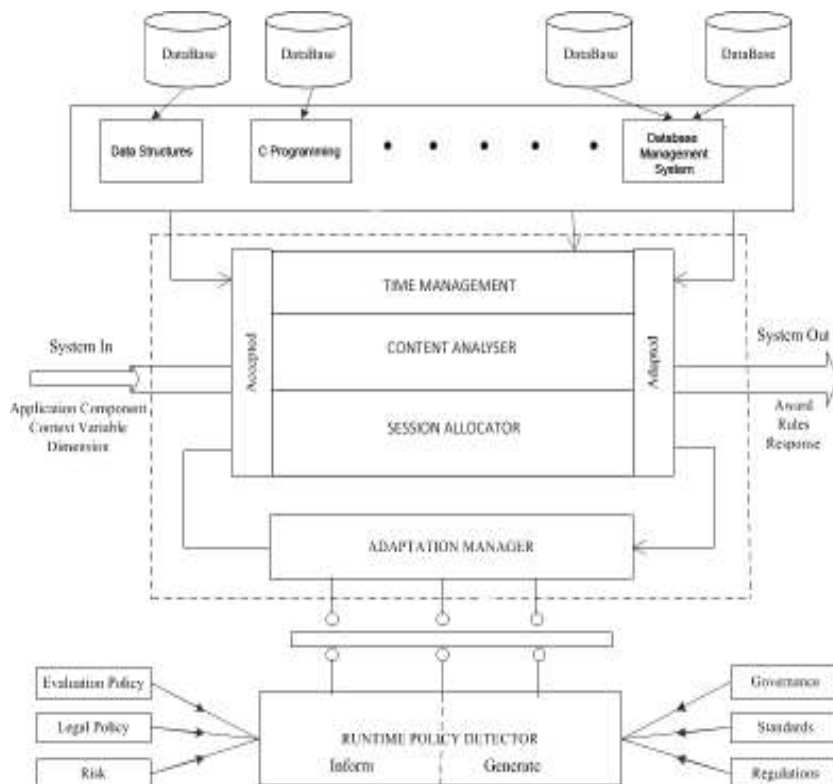 DataBase
DataBase
DataBase
DataBase
Data Structures
C Programming
Database
Management
System
TIME MANAGEMENT
CONTENT ANALYSER
SESSION ALLOCATOR
Accepted
Adapted
System In
Application Component
Context Variable
Dimension
System Out
Award
Rules
Response
ADAPTATION MANAGER
Evaluation Policy
Legal Policy
Risk
RUNTIME POLICY DETECTOR
Inform
Generate
Governance
Standards
Regulations